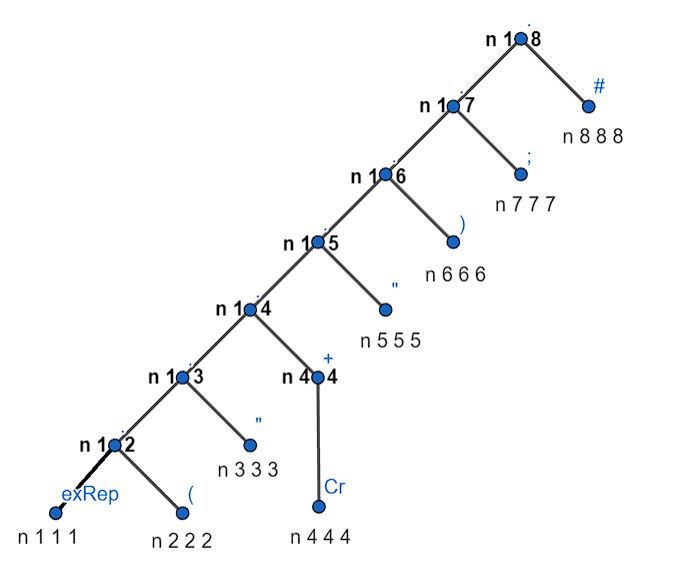 .
n 1 8
#
.
n 1 7
n 8 8 8
;
.
n 1 6
n 7 7 7
)
.
n 1 5
n 6 6 6
"
.
n 1 4
n 5 5 5
+
.
n 1 3
n 4 4
"
.
n 1 2
n 3 3 3
exRep
(
Cr
n 1 1 1
n 2 2 2
n 4 4 4